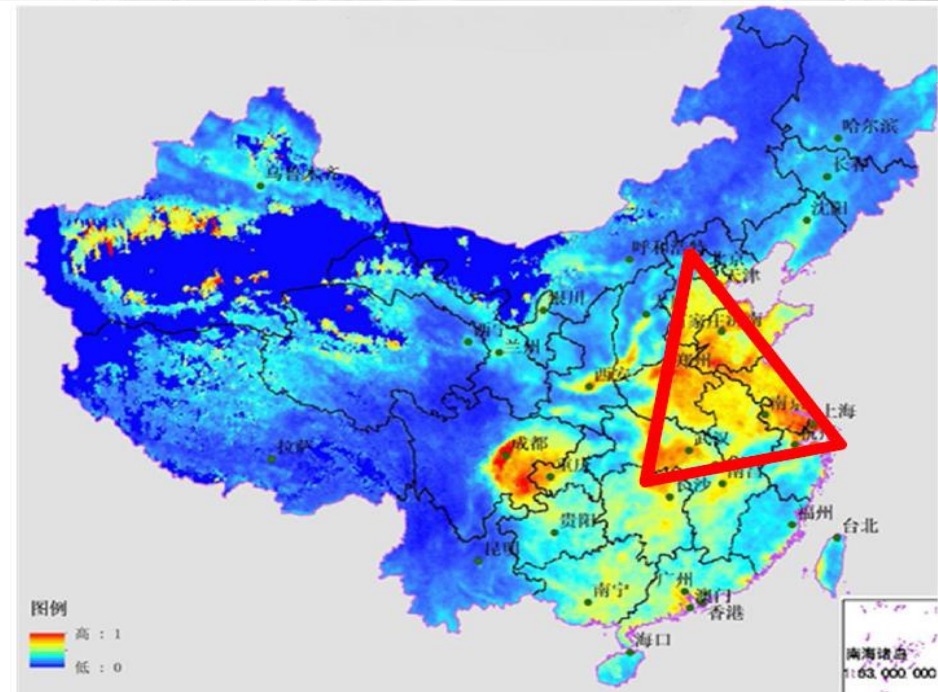 哈尔滨
长春
乌鲁木齐
沈阳
呼和浩特
北京
天津
银川
家庄
济南
西宁
兰州
郑州
西安
南京
上海
成都
武汉
杭州
拉萨
重庆
长沙
南昌
贵阳
福州
台北
昆明
广州
南宁
澳门
香港
海口
图例
高 : 1
低 : 0
南海诸岛
1:63,000,000